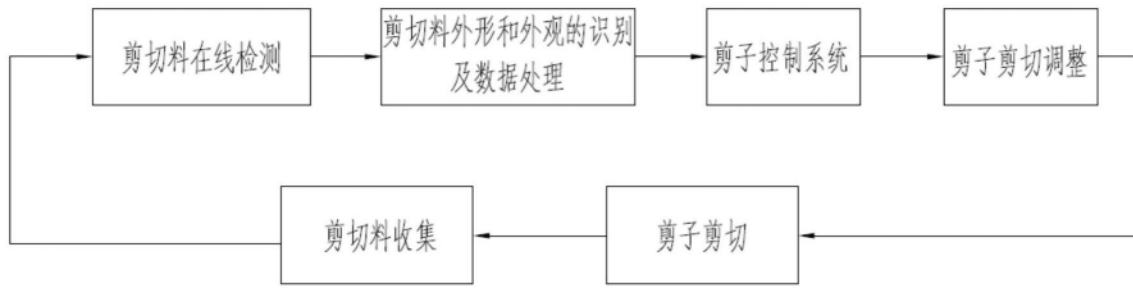 剪切料在线检测
剪切料外形和外观的识别
及数据处理
剪子控制系统
剪子剪切调整
剪切料收集
剪子剪切